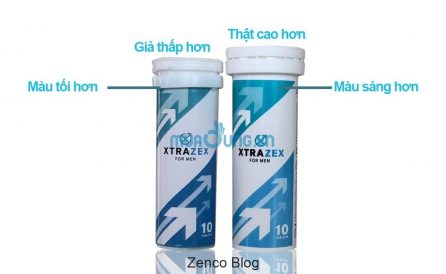 Thật cao hơn
Giả thấp hơn
Màu tối hơn
Màu sáng hơn
muaDungon
XTRAZEX
FOR MEN
10
XTRAZEX
FOR MEN
10
Zenco Blog